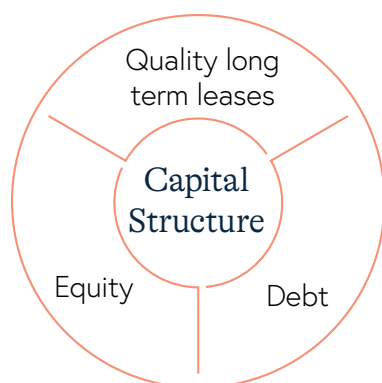 Quality long
term leases
Capital
Structure
Equity
Debt